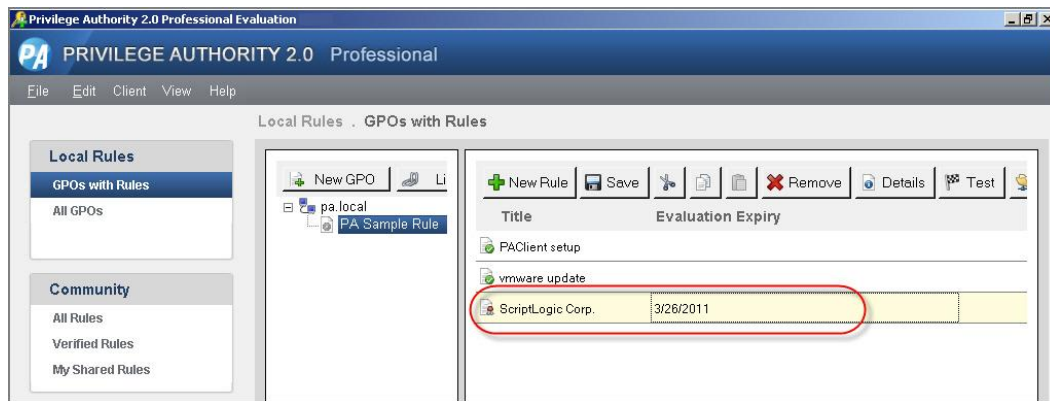 Privilege Authority 2.0 Professional Evaluation
PA PRIVILEGE AUTHORITY 2.0 Professional
File Edit Client View Help
Local Rules . GPOs with Rules
Local Rules
GPOs with Rules
All GPOs
Community
All Rules
Verified Rules
My Shared Rules
New GPO Li
pa.local
PA Sample Rule
New Rule Save Remove Details Test
Title Evaluation Expiry
PAClient setup
vmware update
ScriptLogic Corp. 3/26/2011